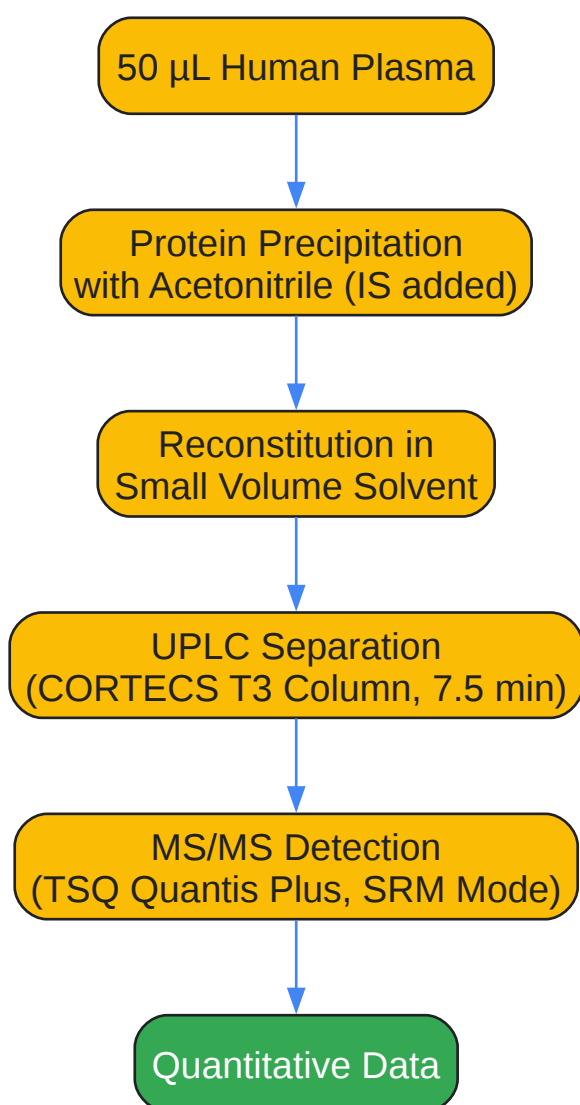 50 µL Human Plasma
Protein Precipitation
with Acetonitrile (IS added)
Reconstitution in
Small Volume Solvent
UPLC Separation
(CORTECS T3 Column, 7.5 min)
MS/MS Detection
(TSQ Quantis Plus, SRM Mode)
Quantitative Data